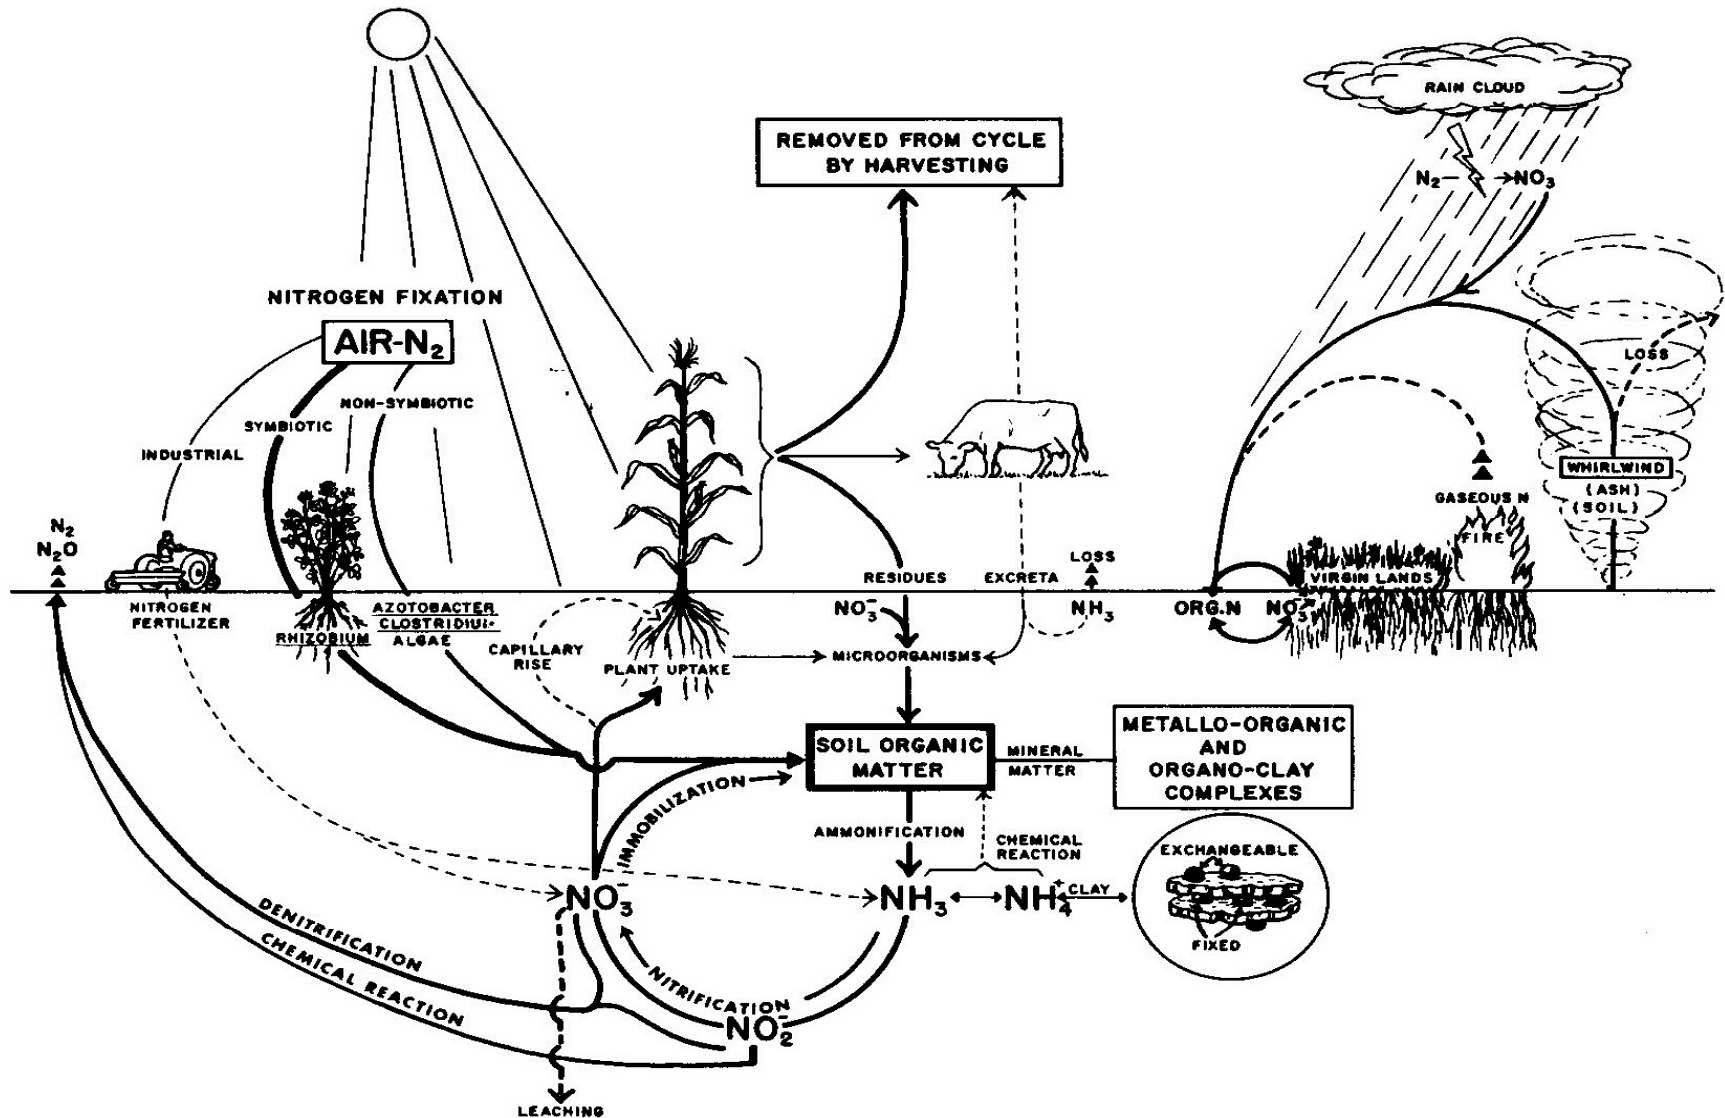 RAIN CLOUD
REMOVED FROM CYCLE
BY HARVESTING
N₂ → NO₃
NITROGEN FIXATION
AIR-N₂
LOSS
NON-SYMBIOTIC
SYMBIOTIC
INDUSTRIAL
WHIRLWIND
(ASH)
(SOIL)
GASEOUS N
FIRE
N₂
N₂O
LOSS
RESIDUES
EXCRETA
VIRGIN LANDS
NITROGEN
FERTILIZER
RHIZOBIUM
AZOTOBACTER
CLOSTRIDIUI-
ALGAE
NO₃⁻
NH₃
ORG.N
NO₃⁻
CAPILLARY
RISE
PLANT UPTAKE
MICROORGANISMS
SOIL ORGANIC
MATTER
MINERAL
MATTER
METALLO-ORGANIC
AND
ORGANO-CLAY
COMPLEXES
IMMOBILIZATION
AMMONIFICATION
CHEMICAL
REACTION
EXCHANGEABLE
FIXED
NO₃⁻
NH₃
NH₄⁺
CLAY
DENITRIFICATION
CHEMICAL REACTION
NITRIFICATION
NO₂⁻
LEACHING